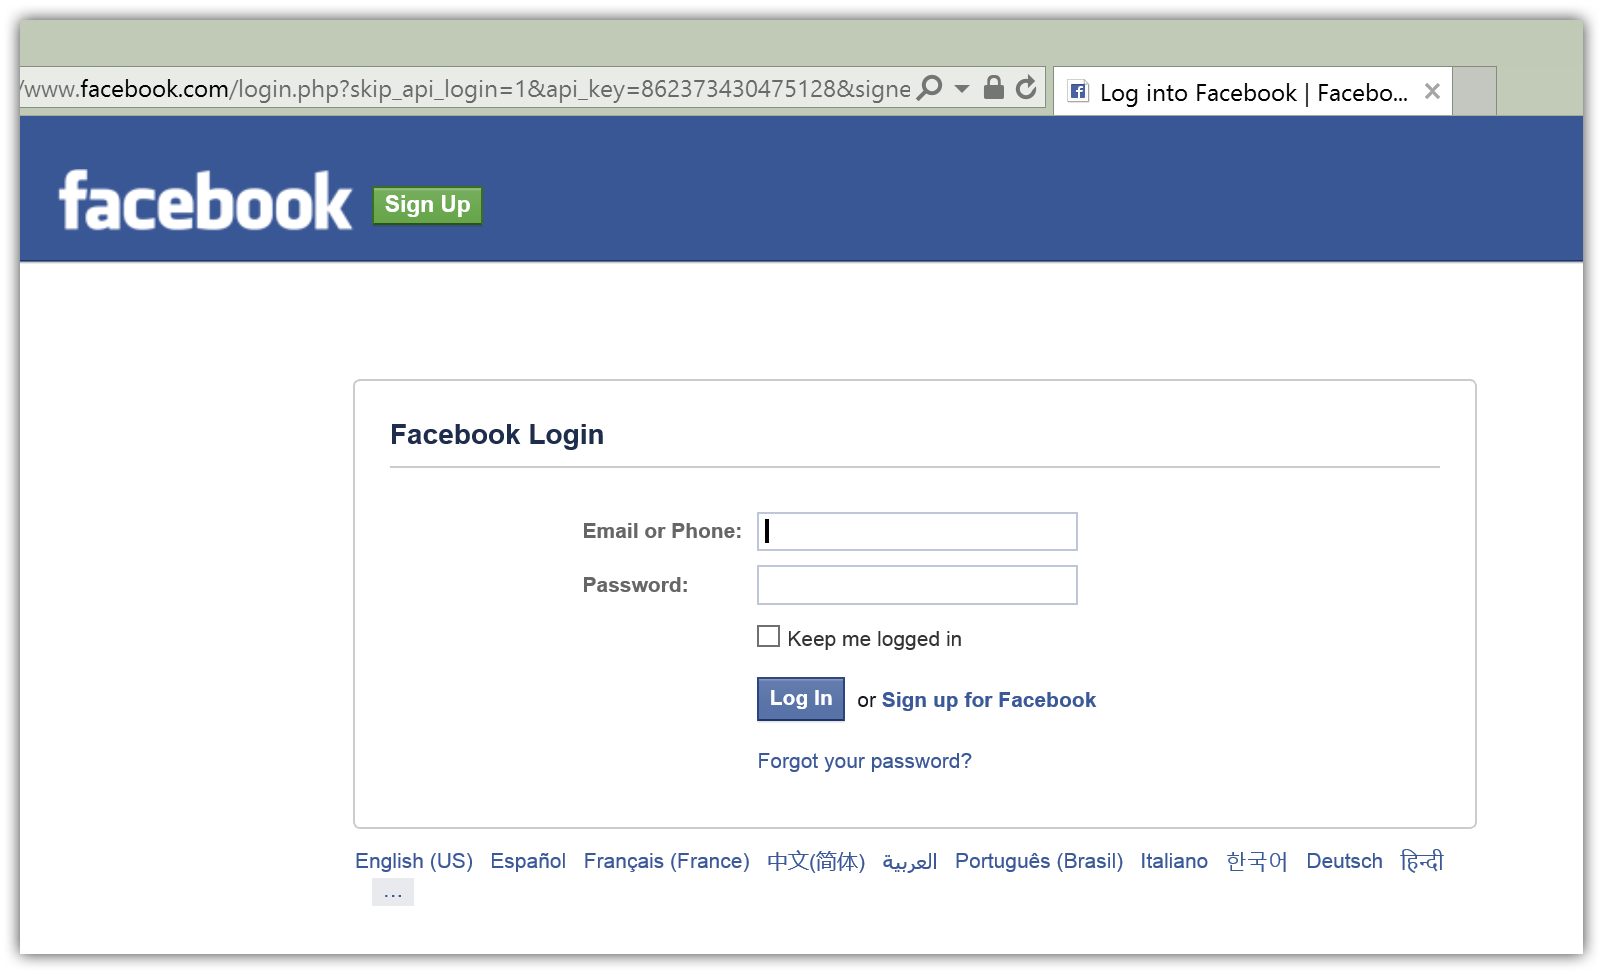 /www.facebook.com/login.php?skip_api_login=1&api_key=862373430475128&signe
Log into Facebook | Facebo...
facebook
Sign Up
Facebook Login
Email or Phone:
Password:
Keep me logged in
Log In or Sign up for Facebook
Forgot your password?
English (US) Español Français (France) 中文(简体) العربية Português (Brasil) Italiano 한국어 Deutsch हिन्दी
...